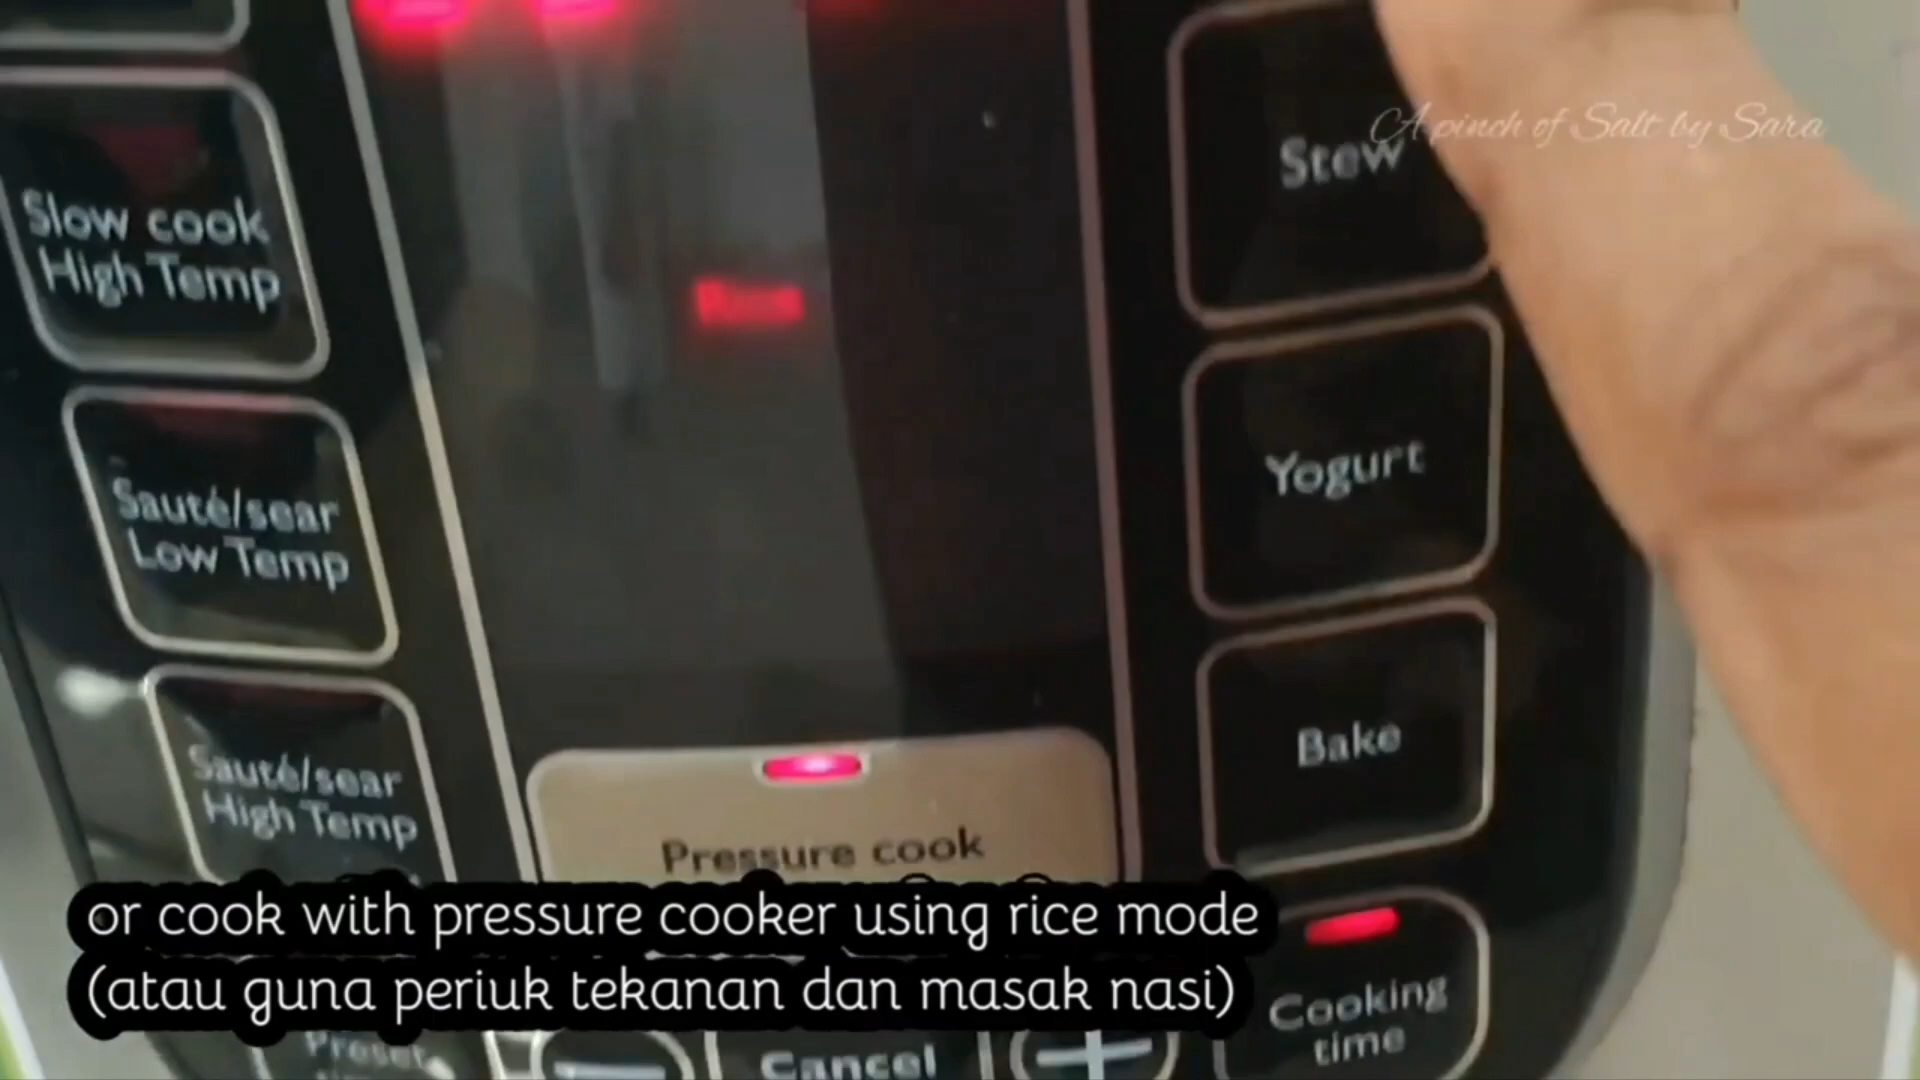 A pinch of Salt by Sara
Stew
Slow cook
High Temp
Rice
Yogurt
Sauté/sear
Low Temp
Bake
Sauté/sear
High Temp
Pressure cook
or cook with pressure cooker using rice mode
(atau guna periuk tekanan dan masak nasi)
Cooking
time
Preset
Cancel